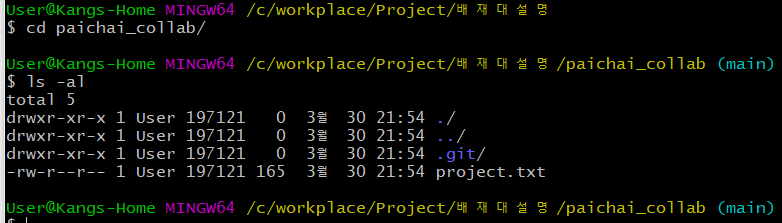 User@Kangs-Home MINGW64 /c/workplace/Project/배재대설명
$ cd paichai_collab/
User@Kangs-Home MINGW64 /c/workplace/Project/배재대설명/paichai_collab (main)
$ ls -al
total 5
drwxr-xr-x 1 User 197121   0  3월  30 21:54 ./
drwxr-xr-x 1 User 197121   0  3월  30 21:54 ../
drwxr-xr-x 1 User 197121   0  3월  30 21:54 .git/
-rw-r--r-- 1 User 197121 165  3월  30 21:54 project.txt
User@Kangs-Home MINGW64 /c/workplace/Project/배재대설명/paichai_collab (main)
$